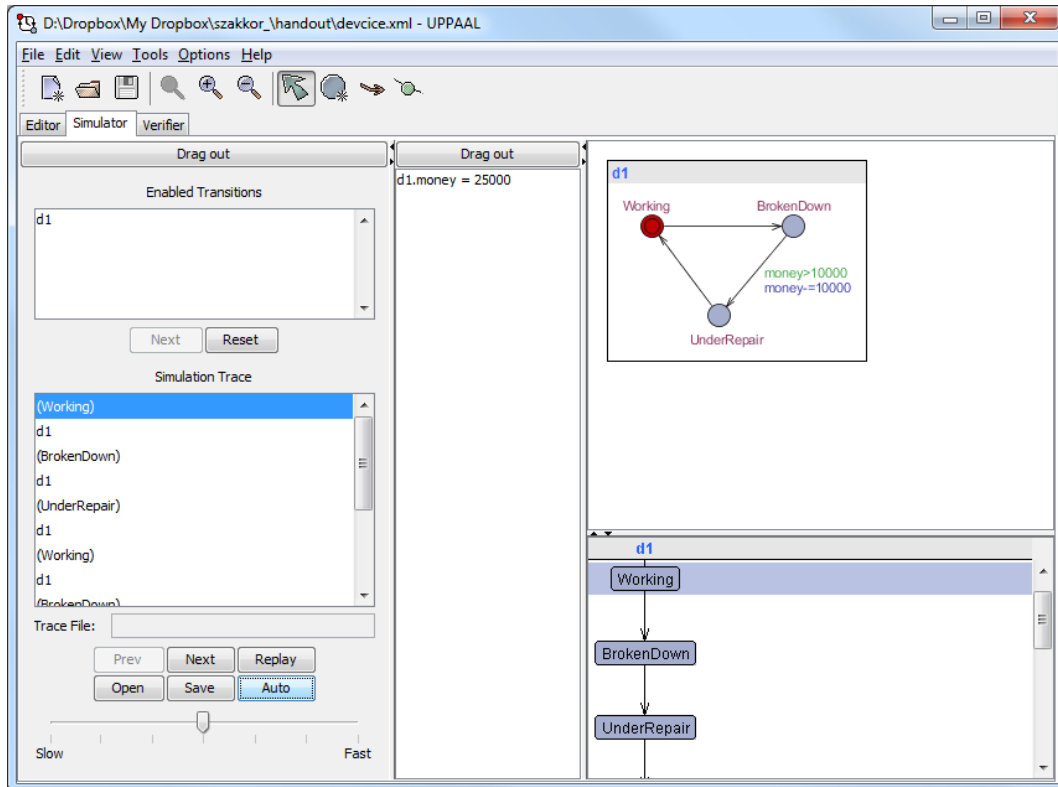 D:\Dropbox\My Dropbox\szakkor_\handout\devcice.xml - UPPAAL
File Edit View Tools Options Help
Editor Simulator Verifier
Drag out
Enabled Transitions
d1
Next Reset
Simulation Trace
(Working)
d1
(BrokenDown)
d1
(UnderRepair)
d1
(Working)
d1
(BrokenDown)
Trace File:
Prev Next Replay
Open Save Auto
Slow Fast
Drag out
d1.money = 25000
d1
Working BrokenDown
money>10000
money-=10000
UnderRepair
d1
Working
BrokenDown
UnderRepair